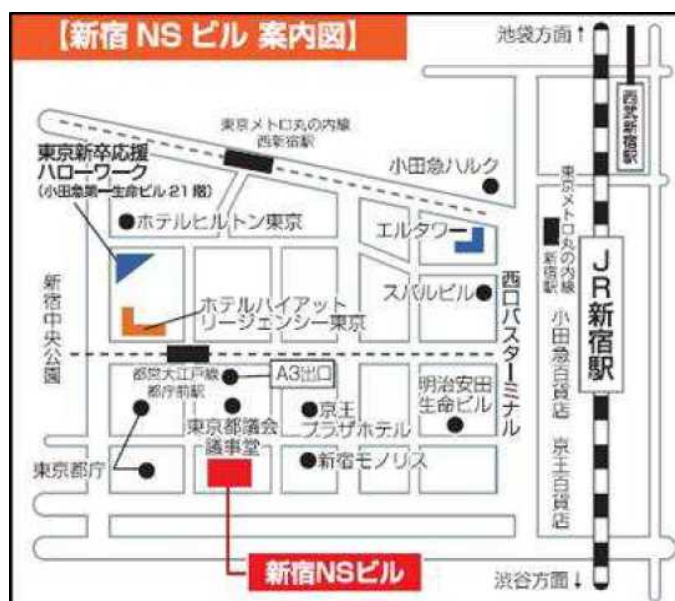 【新宿 NS ビル 案内図】
池袋方面↑
西武新宿駅
東京メトロ丸の内線
西新宿駅
東京新卒応援
ハローワーク
(小田急第一生命ビル21階)
小田急ハルク
ホテルヒルトン東京
エルタワー
東京メトロ丸の内線
新宿駅
JR新宿駅
新宿中央公園
スバルビル
西口バスターミナル
小田急百貨店
ホテルハイアット
リージェンシー東京
都営大江戸線
都庁前駅
A3出口
明治安田
生命ビル
京王
プラザホテル
東京都議会
議事堂
京王百貨店
東京都庁
新宿モノリス
新宿NSビル
渋谷方面↓